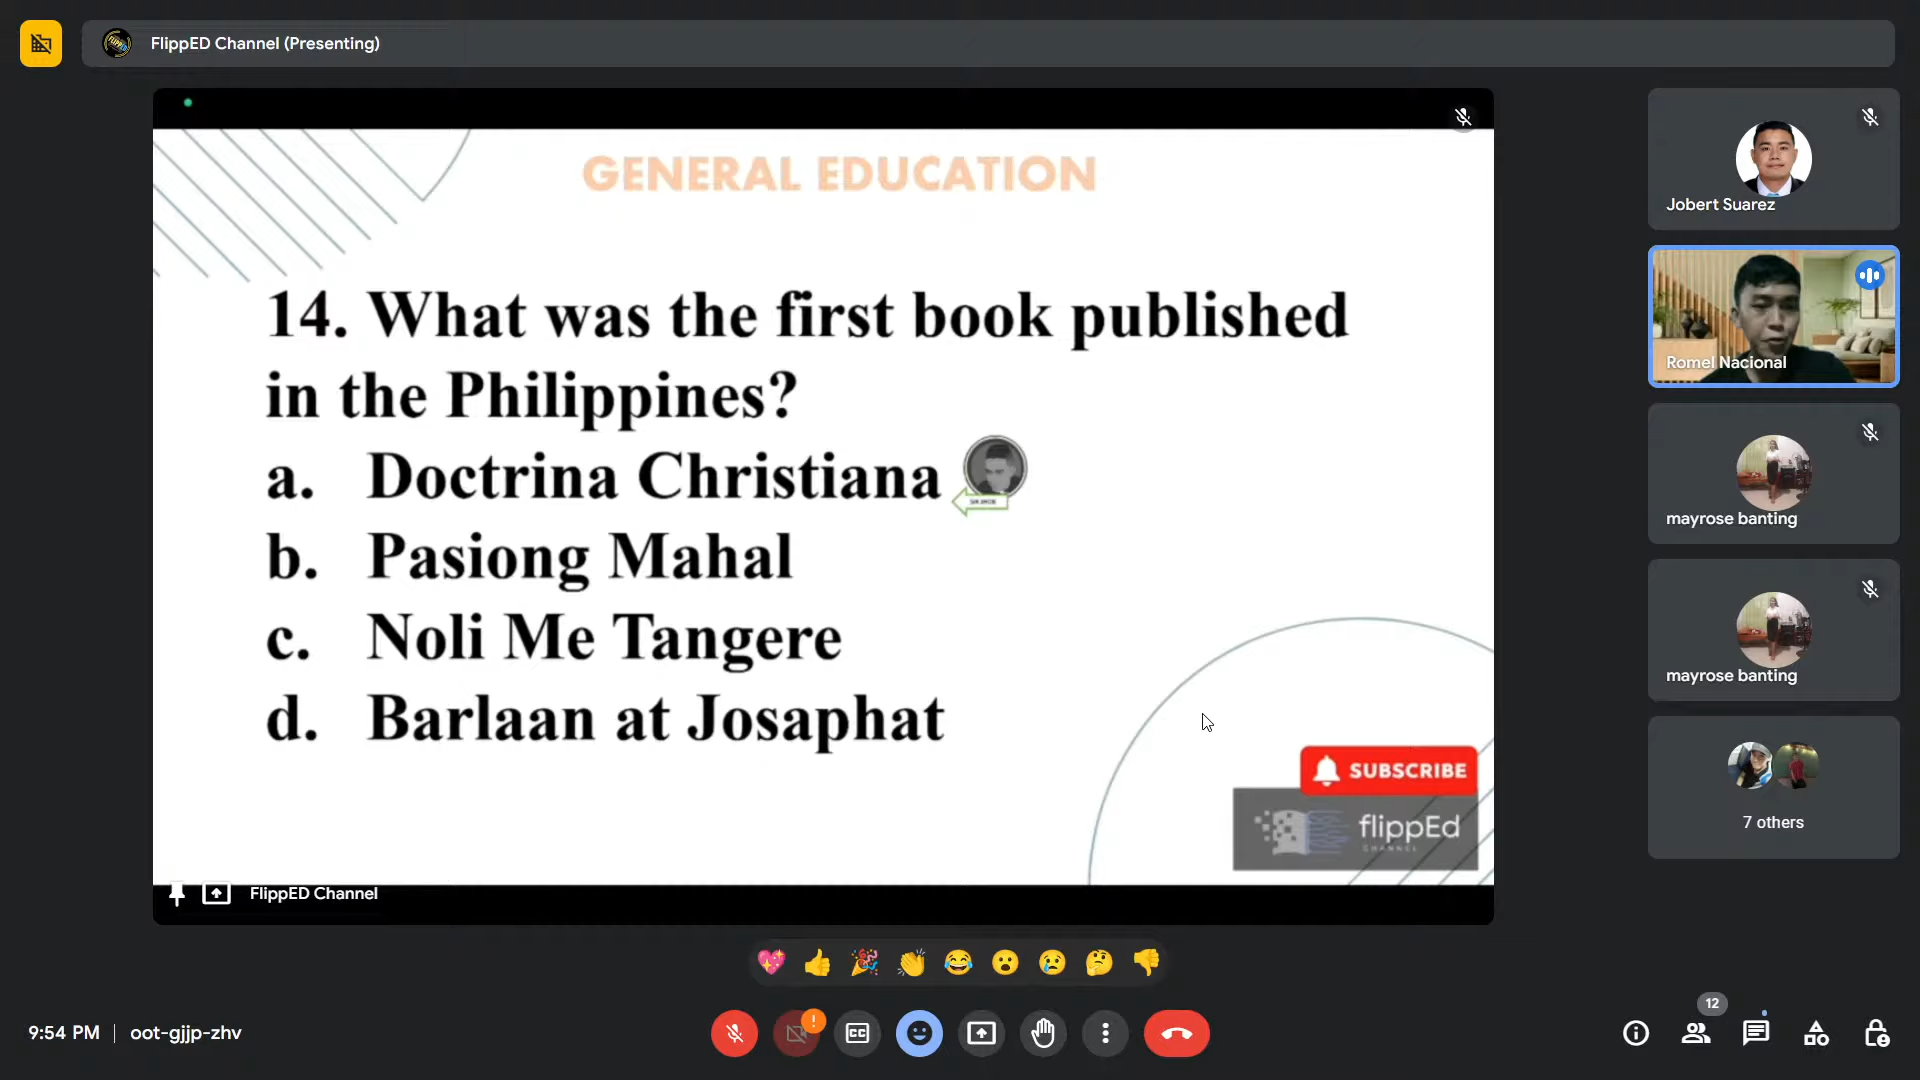 FlippED Channel (Presenting)
GENERAL EDUCATION
14. What was the first book published
in the Philippines?
a. Doctrina Christiana
b. Pasiong Mahal
c. Noli Me Tangere
d. Barlaan at Josaphat
SUBSCRIBE
flippEd
CHANNEL
FlippED Channel
Jobert Suarez
Romel Nacional
mayrose banting
mayrose banting
7 others
9:54 PM | oot-gjjp-zhv
CC
12